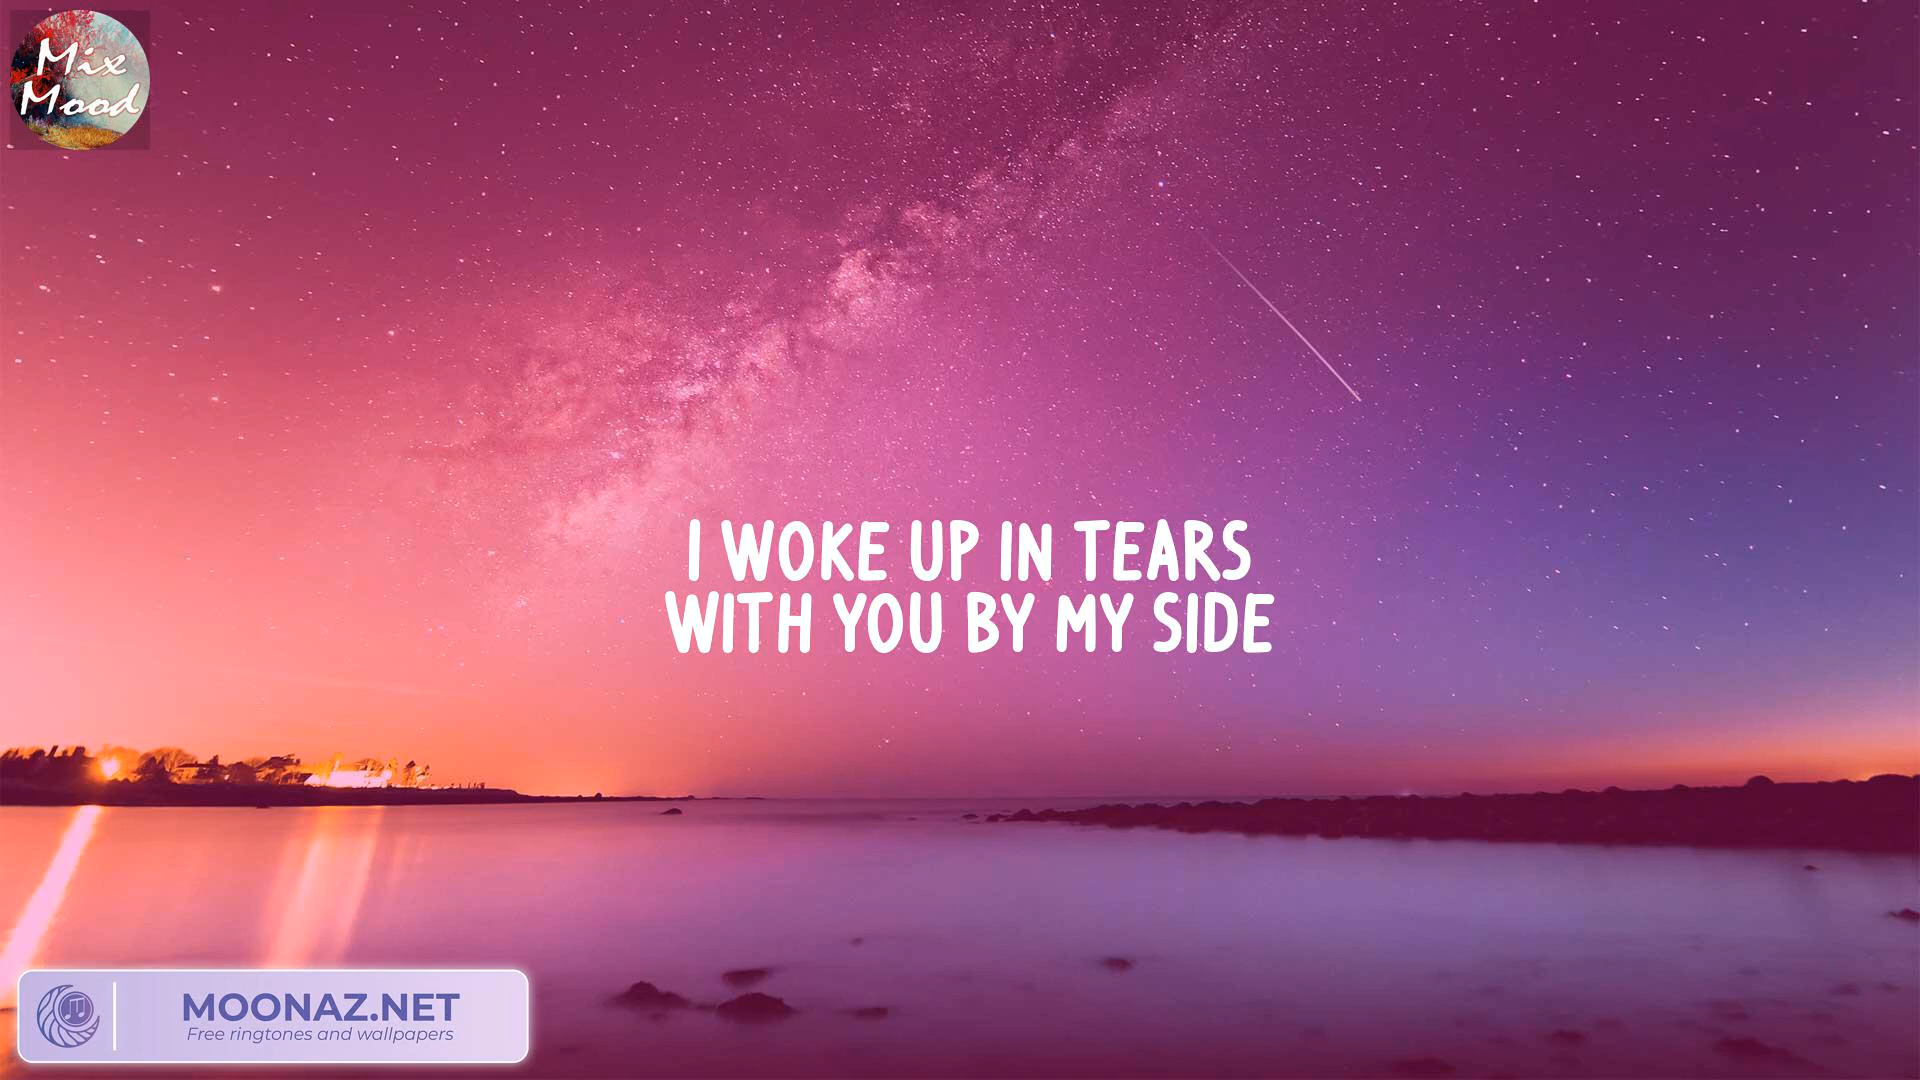 Mix
Mood
I WOKE UP IN TEARS
WITH YOU BY MY SIDE
MOONAZ.NET
Free ringtones and wallpapers